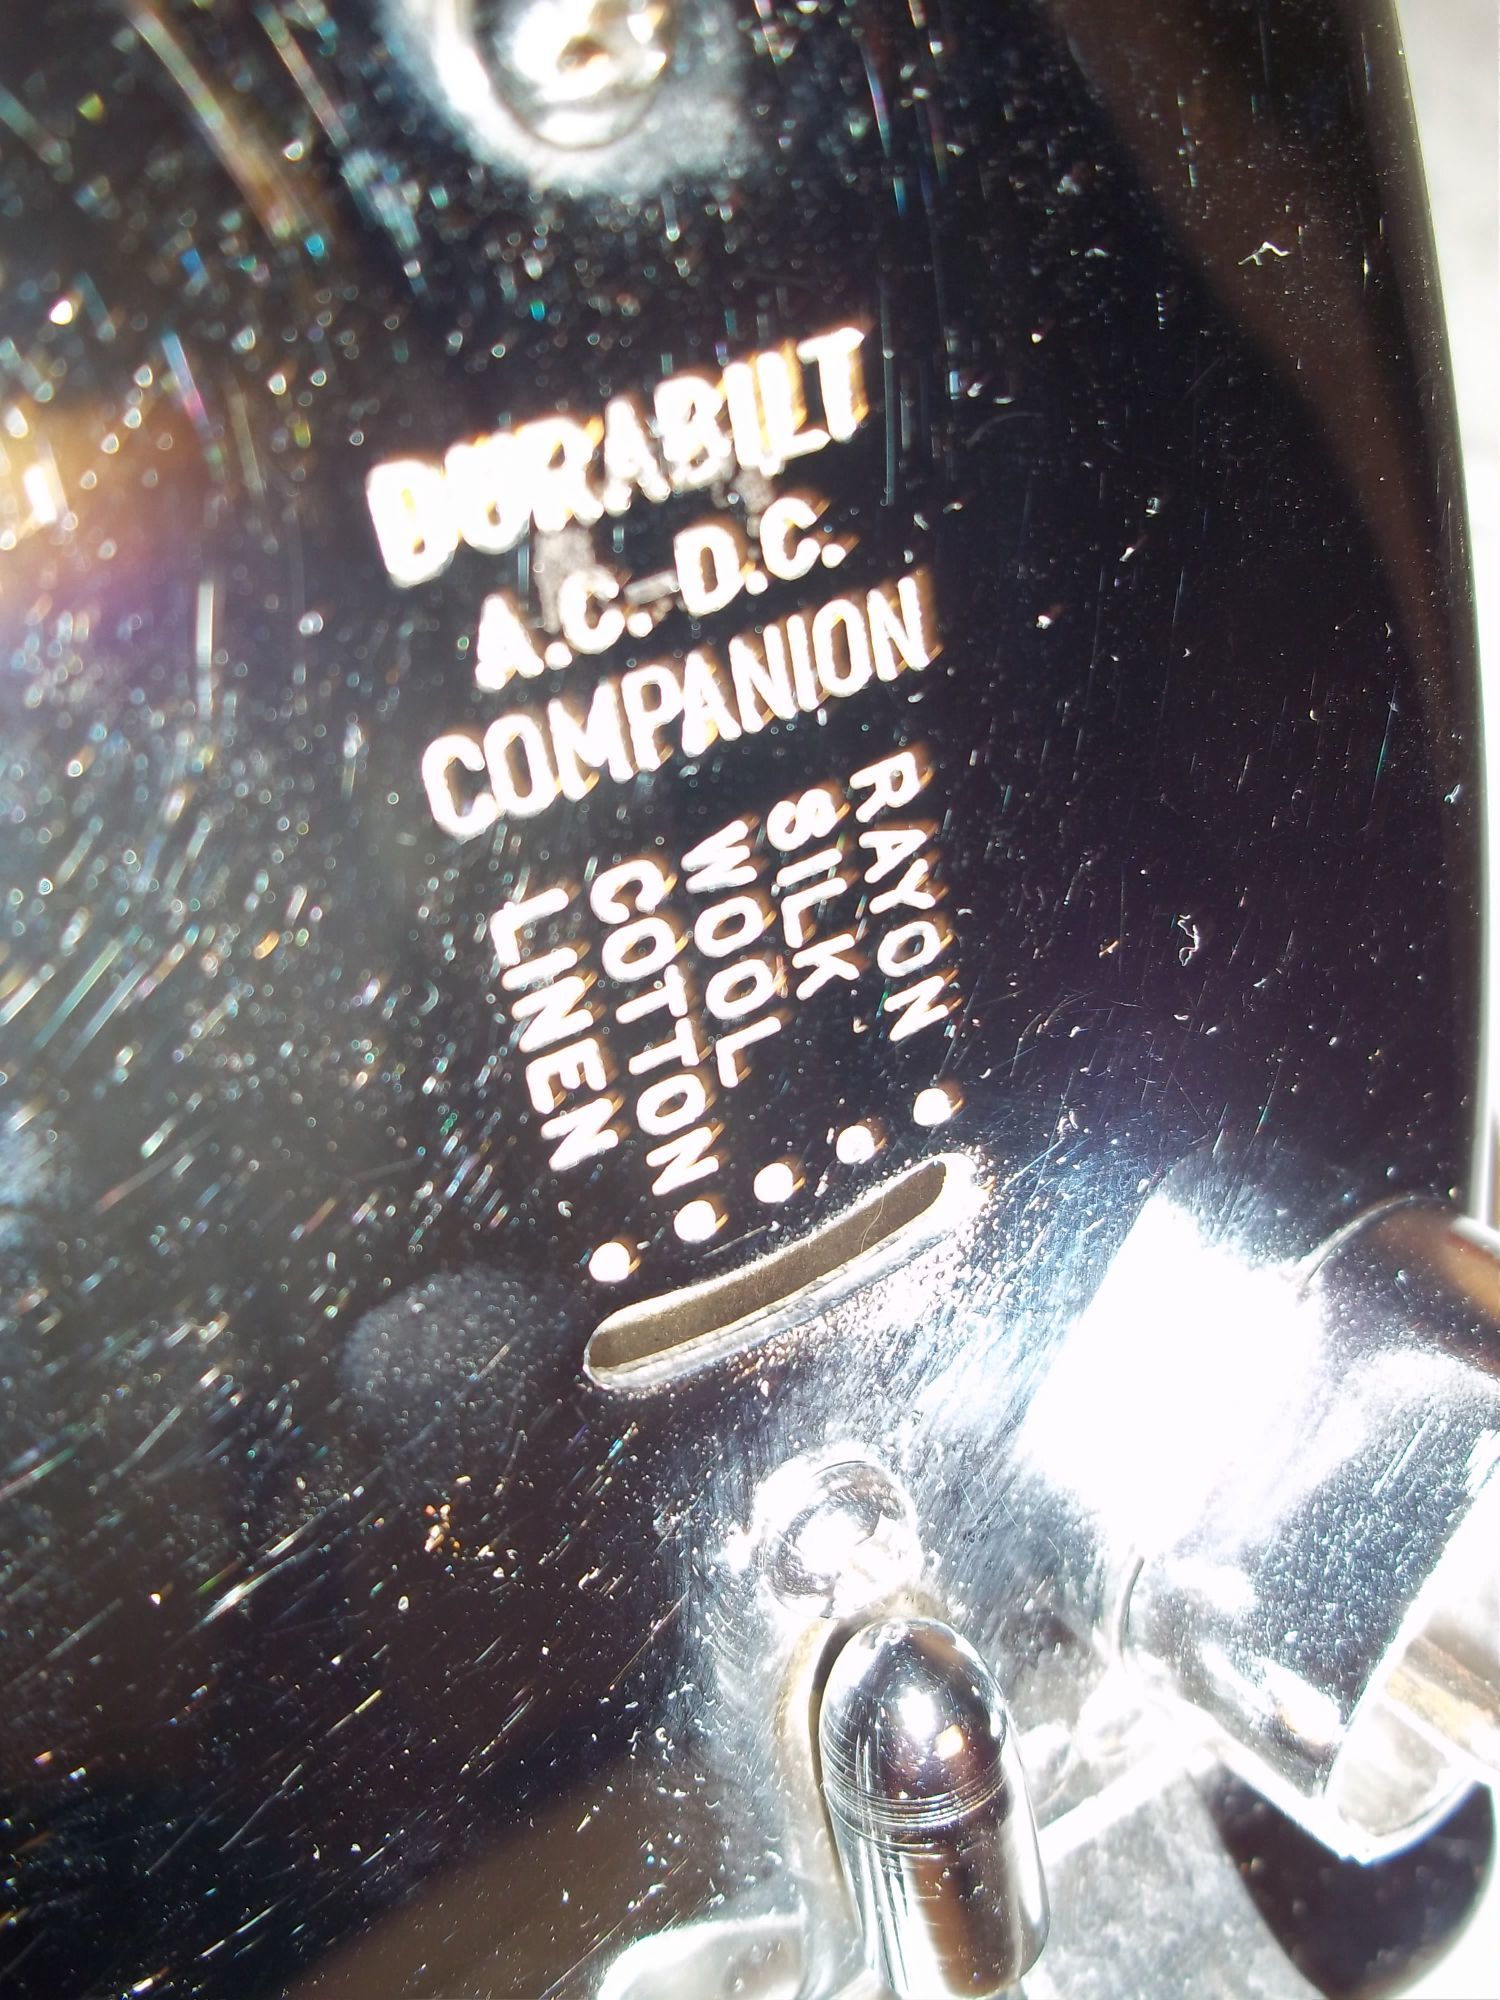 DURABILT
A.C.-D.C.
COMPANION
RAYON
SILK
WOOL
COTTON
LINEN